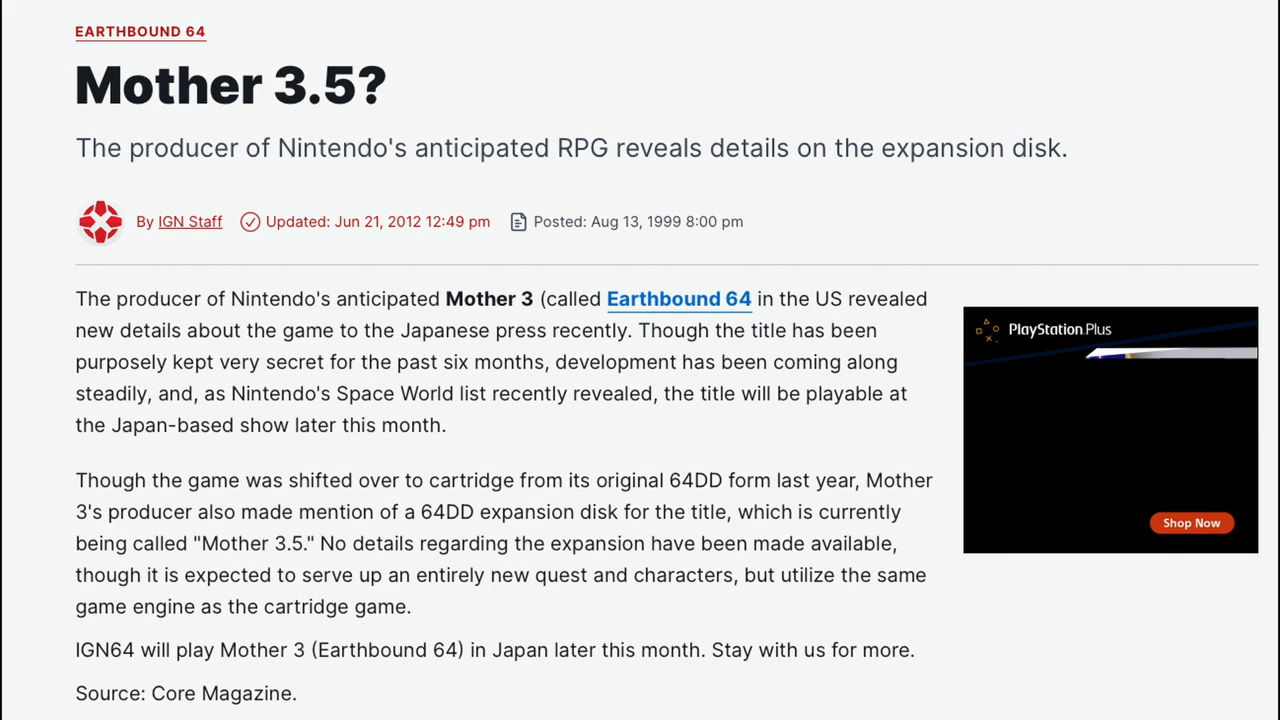 EARTHBOUND 64
Mother 3.5?
The producer of Nintendo's anticipated RPG reveals details on the expansion disk.
By IGN Staff Updated: Jun 21, 2012 12:49 pm Posted: Aug 13, 1999 8:00 pm
The producer of Nintendo's anticipated Mother 3 (called Earthbound 64 in the US revealed
new details about the game to the Japanese press recently. Though the title has been
purposely kept very secret for the past six months, development has been coming along
steadily, and, as Nintendo's Space World list recently revealed, the title will be playable at
the Japan-based show later this month.
Though the game was shifted over to cartridge from its original 64DD form last year, Mother
3's producer also made mention of a 64DD expansion disk for the title, which is currently
being called "Mother 3.5." No details regarding the expansion have been made available,
though it is expected to serve up an entirely new quest and characters, but utilize the same
game engine as the cartridge game.
IGN64 will play Mother 3 (Earthbound 64) in Japan later this month. Stay with us for more.
Source: Core Magazine.
PlayStation Plus
Shop Now